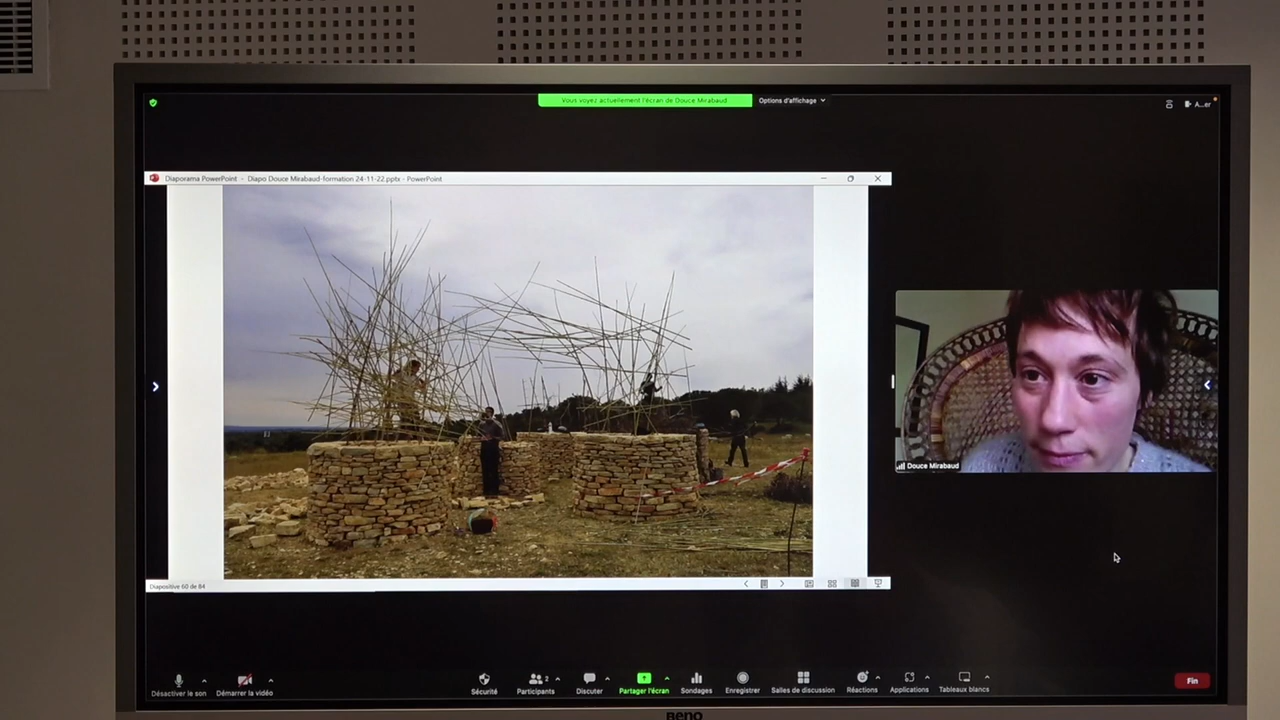 Vous voyez actuellement l'écran de Douce Mirabaud
Options d'affichage
A...er
Diaporama PowerPoint - Diapo Douce Mirabaud-formation 24-11-22.pptx - PowerPoint
Douce Mirabaud
Diapositive 60 de 84
Désactiver le son
Démarrer la vidéo
Sécurité
Participants
2
Discuter
Partager l'écran
Sondages
Enregistrer
Salles de discussion
Réactions
Applications
Tableaux blancs
Fin
BenQ